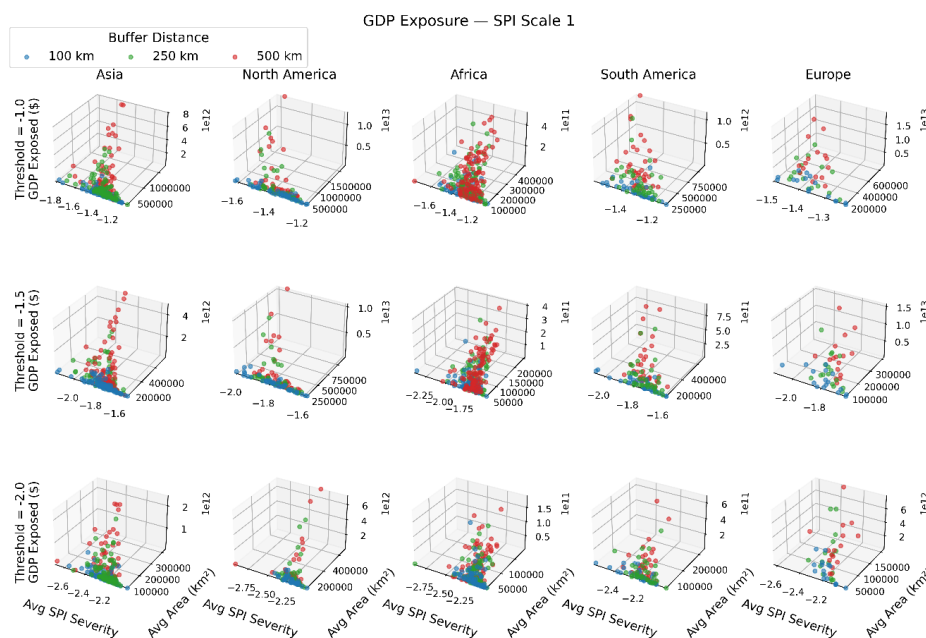 GDP Exposure — SPI Scale 1
Buffer Distance
100 km 250 km 500 km
Asia North America Africa South America Europe
Threshold = -1.0
GDP Exposed ($)
8 6 4 2 1e12
1000000 500000
−1.8 −1.6 −1.4 −1.2
1.0 0.5 1e13
1500000 1000000 500000
−1.6 −1.4 −1.2
4 2 1e11
400000 300000 200000 100000
−1.6 −1.4 −1.2
1.0 0.5 1e12
750000 500000 250000
−1.4 −1.2
1.5 1.0 0.5 1e13
600000 400000 200000
−1.5 −1.4 −1.3
Threshold = -1.5
GDP Exposed ($)
4 2 1e12
400000 200000
−2.0 −1.8 −1.6
1.0 0.5 1e13
750000 500000 250000
−2.0 −1.8 −1.6
4 3 2 1 1e11
200000 150000 100000 50000
−2.25 −2.00 −1.75
7.5 5.0 2.5 1e11
400000 200000
−2.0 −1.8 −1.6
1.5 1.0 0.5 1e13
300000 200000 100000
−2.0 −1.8
Threshold = -2.0
GDP Exposed ($)
2 1 1e12
300000 200000 100000
−2.6 −2.4 −2.2
Avg SPI Severity
Avg Area (km²)
6 4 2 1e12
400000 200000
−2.75 −2.50 −2.25
Avg SPI Severity
Avg Area (km²)
1.5 1.0 0.5 1e11
100000 50000
−2.75 −2.50 −2.25
Avg SPI Severity
Avg Area (km²)
6 4 2 1e11
200000 100000
−2.4 −2.2
Avg SPI Severity
Avg Area (km²)
6 4 2 1e12
150000 100000 50000
−2.6 −2.4 −2.2
Avg SPI Severity
Avg Area (km²)